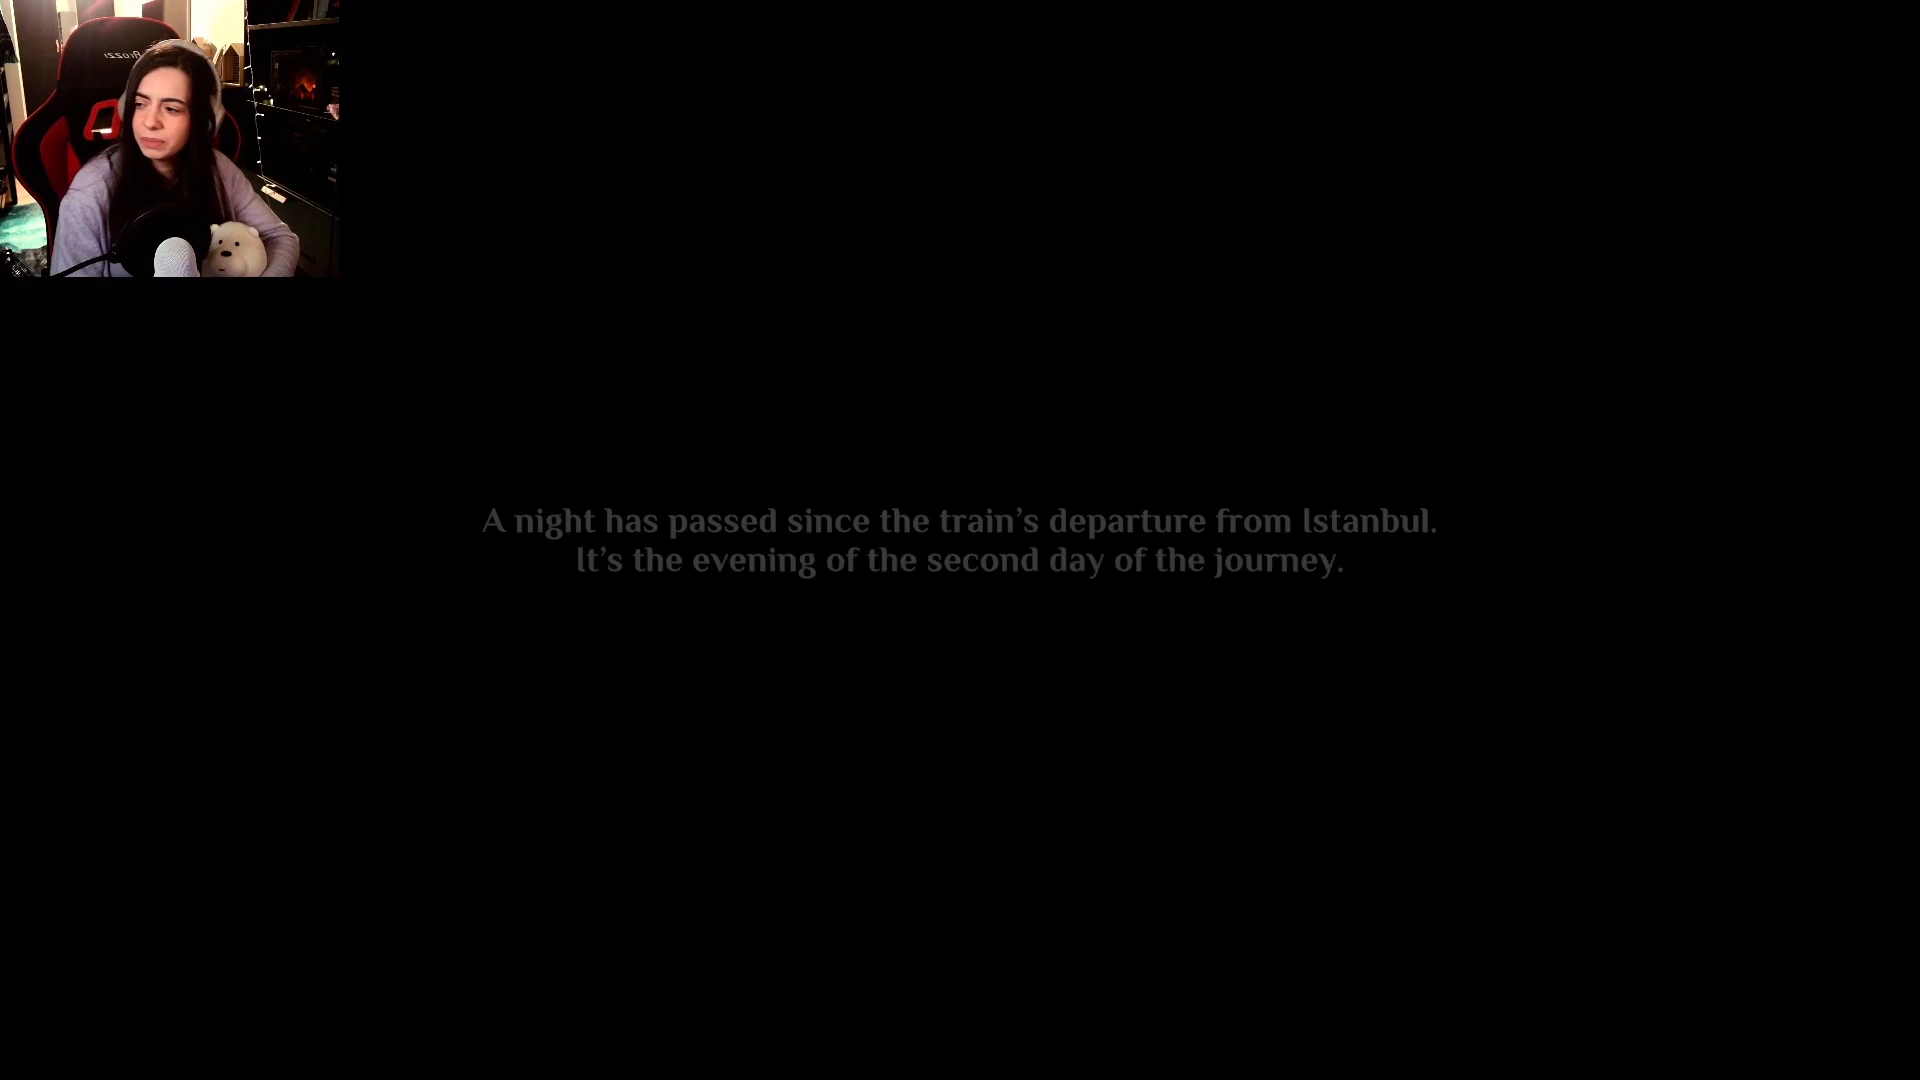 A night has passed since the train’s departure from Istanbul.
It’s the evening of the second day of the journey.